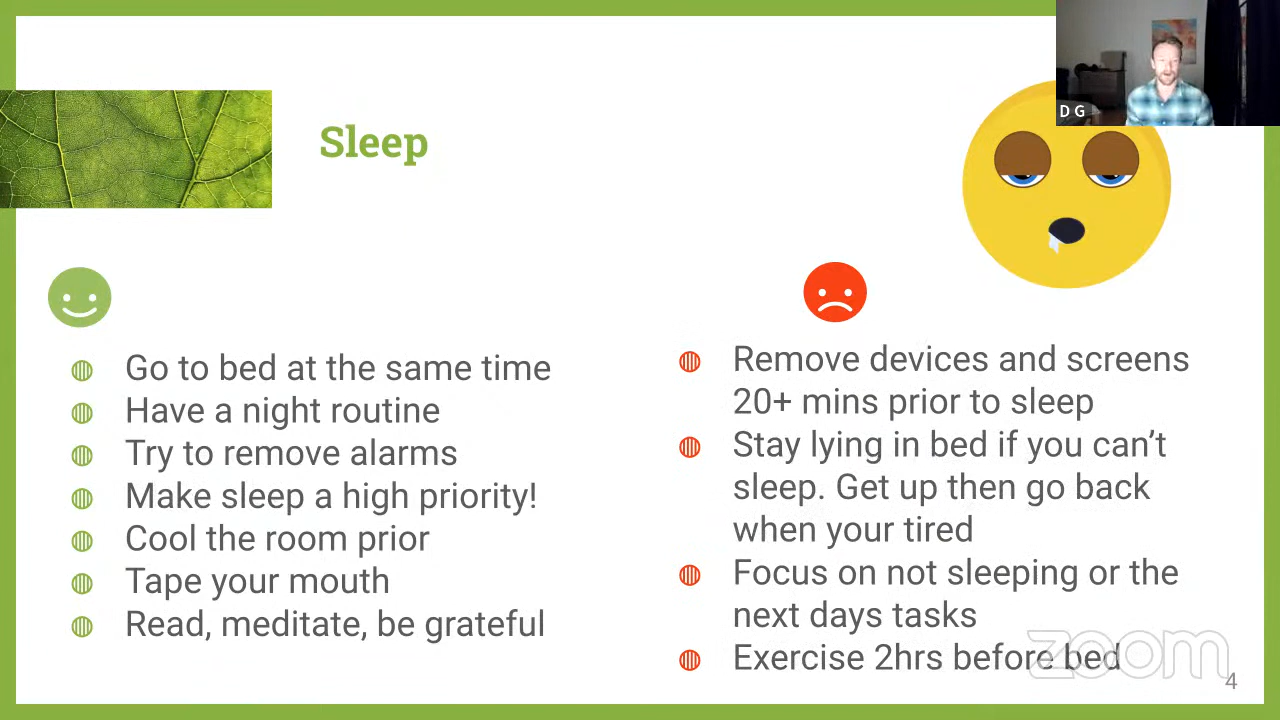 D G
Sleep
Go to bed at the same time
Have a night routine
Try to remove alarms
Make sleep a high priority!
Cool the room prior
Tape your mouth
Read, meditate, be grateful
Remove devices and screens
20+ mins prior to sleep
Stay lying in bed if you can’t
sleep. Get up then go back
when your tired
Focus on not sleeping or the
next days tasks
Exercise 2hrs before bed
zoom
4